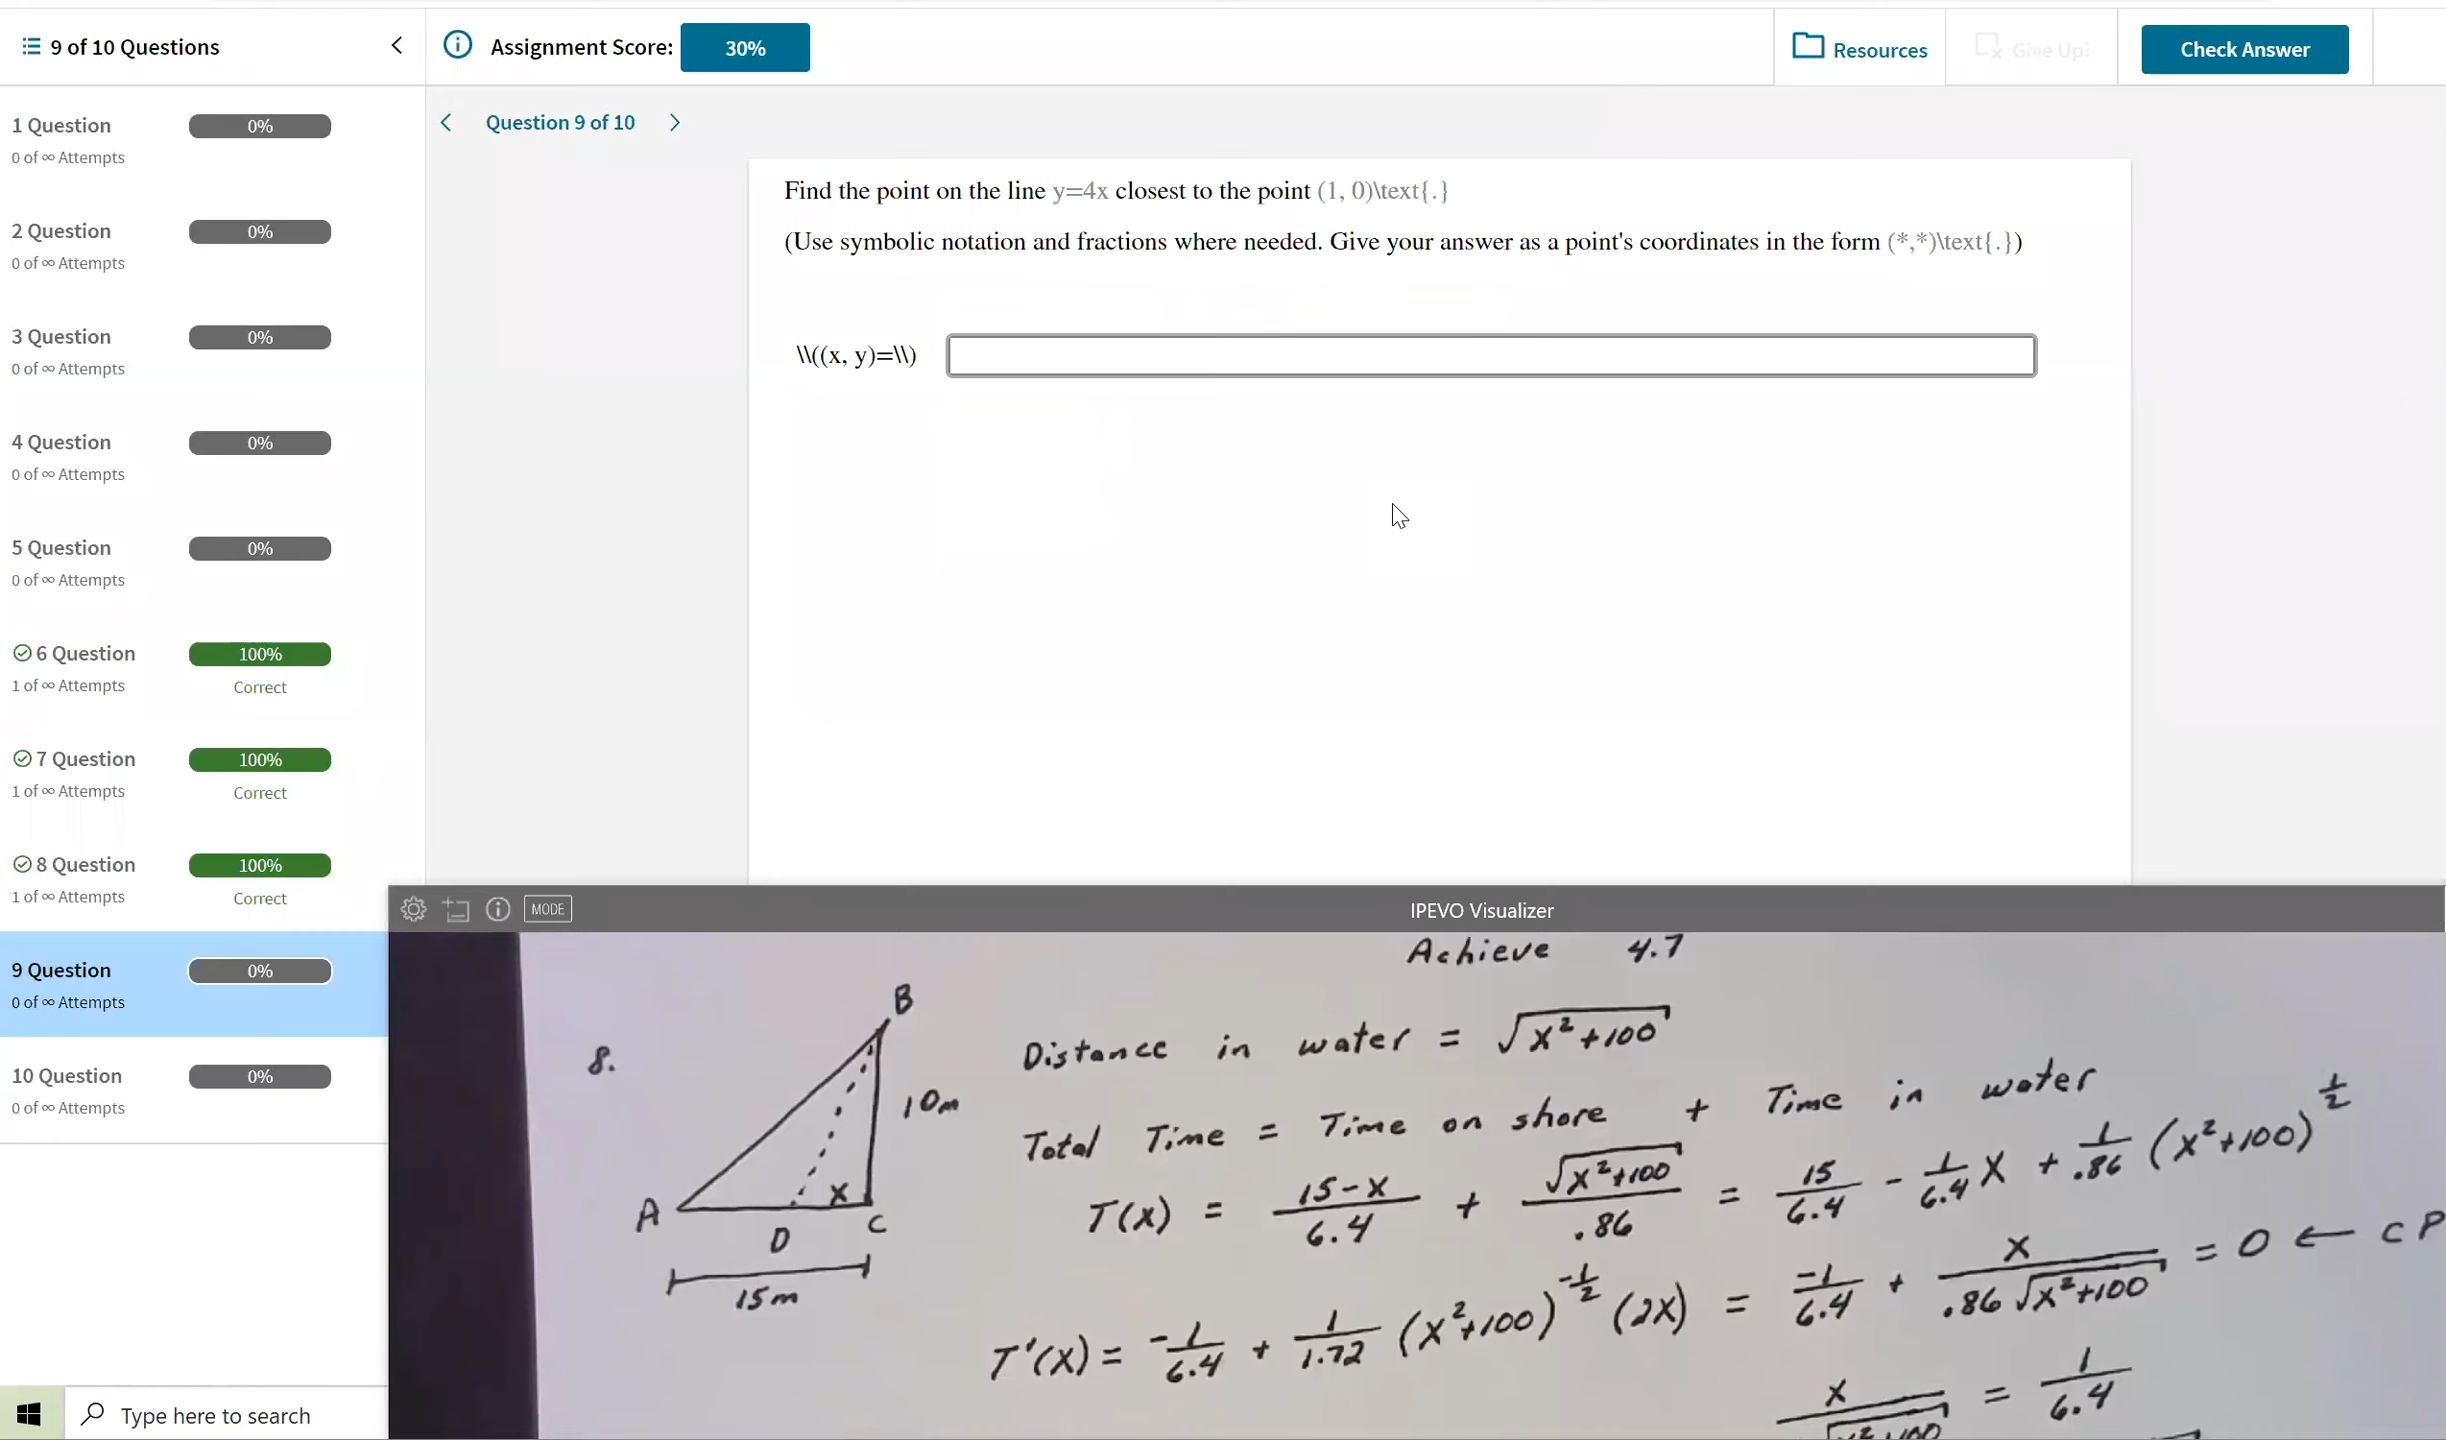 9 of 10 Questions
Assignment Score: 30%
Resources
Give Up?
Check Answer
1 Question 0%
0 of ∞ Attempts
2 Question 0%
0 of ∞ Attempts
3 Question 0%
0 of ∞ Attempts
4 Question 0%
0 of ∞ Attempts
5 Question 0%
0 of ∞ Attempts
6 Question 100%
1 of ∞ Attempts Correct
7 Question 100%
1 of ∞ Attempts Correct
8 Question 100%
1 of ∞ Attempts Correct
9 Question 0%
0 of ∞ Attempts
10 Question 0%
0 of ∞ Attempts
Type here to search
Question 9 of 10
Find the point on the line y=4x closest to the point (1, 0)\text{.}
(Use symbolic notation and fractions where needed. Give your answer as a point's coordinates in the form (*,*)\text{.})
\\((x, y)=\\)
MODE
IPEVO Visualizer
Achieve 4.7
8.
B
10m
A
x
D
C
15m
Distance in water = √(x²+100)
Total Time = Time on shore + Time in water
T(x) = (15-x)/6.4 + √(x²+100)/.86 = 15/6.4 - 1/6.4 x + 1/.86 (x²+100)^(1/2)
T'(x) = -1/6.4 + 1/1.72 (x²+100)^(-1/2) (2x) = -1/6.4 + x/(.86√(x²+100)) = 0 ← CP
x/√(x²+100) = 1/6.4